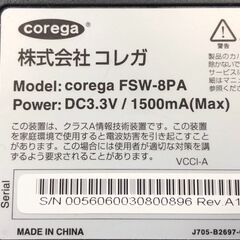 corega
株式会社 コレガ
Model: corega FSW-8PA
Power: DC3.3V / 1500mA(Max)
この装置は、クラスA情報技術装置です。この装置
を家庭環境で使用すると電波妨害を引き起こすこと
があります。この場合には使用者が適切な対策を講
ずるよう要求されることがあります。
VCCI-A
Serial
S/N 0056060030800896 Rev.A1
MADE IN CHINA
J705-B2697-
警告